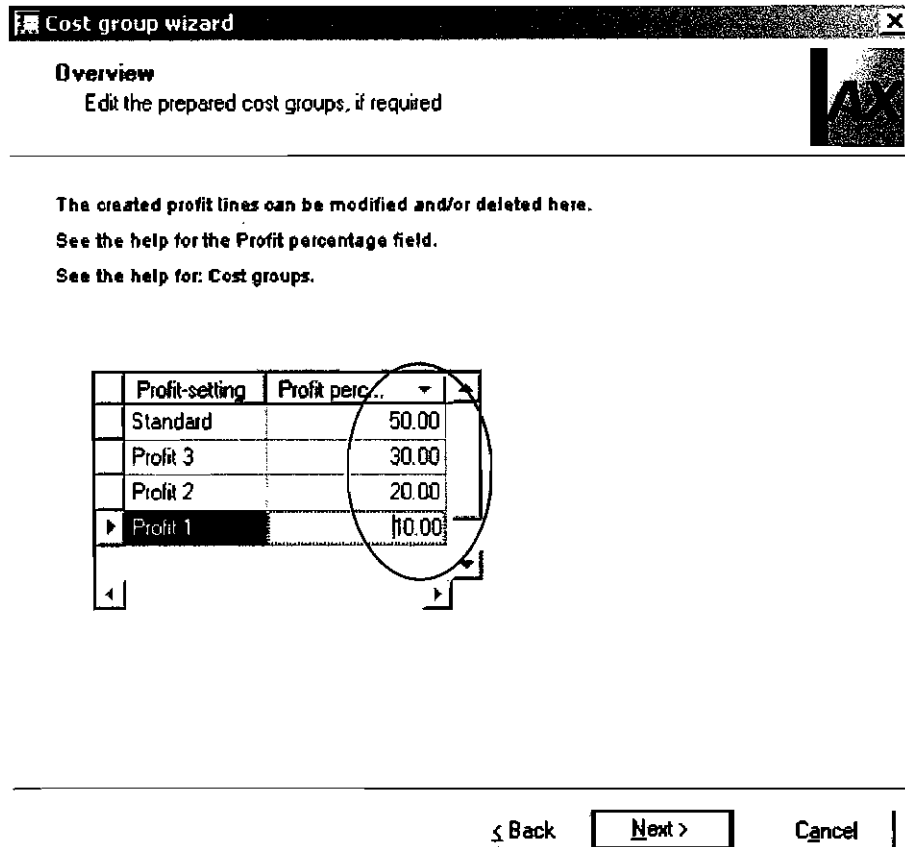 Cost group wizard
Overview
Edit the prepared cost groups, if required
AX
The created profit lines can be modified and/or deleted here.
See the help for the Profit percentage field.
See the help for: Cost groups.
Profit-setting Profit perc...
Standard 50.00
Profit 3 30.00
Profit 2 20.00
Profit 1 10.00
< Back Next > Cancel